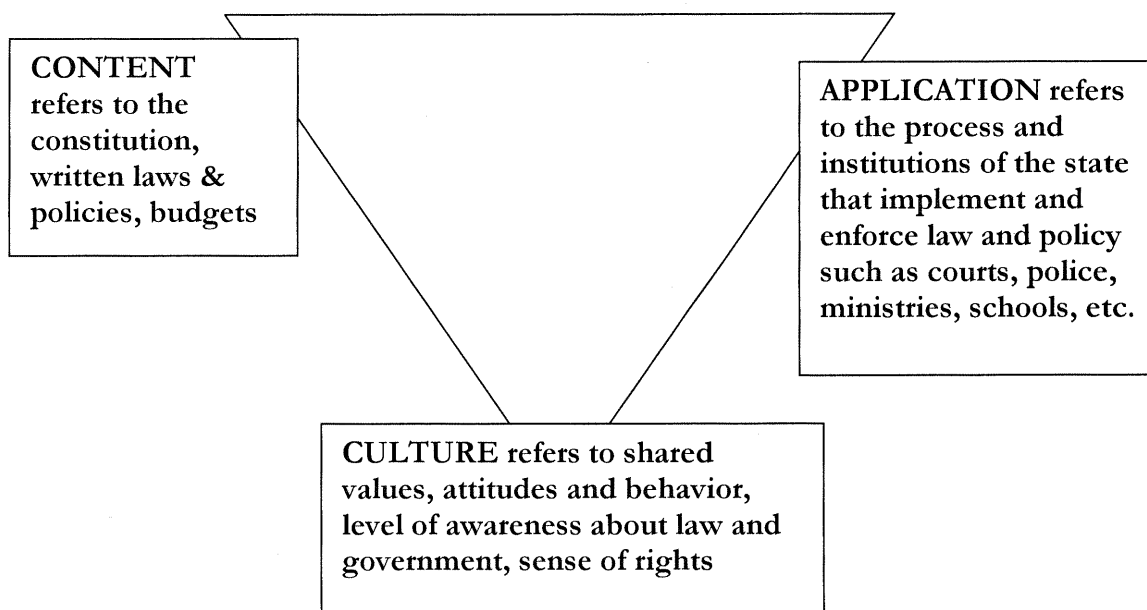 CONTENT
refers to the
constitution,
written laws &
policies, budgets
APPLICATION refers
to the process and
institutions of the state
that implement and
enforce law and policy
such as courts, police,
ministries, schools, etc.
CULTURE refers to shared
values, attitudes and behavior,
level of awareness about law and
government, sense of rights